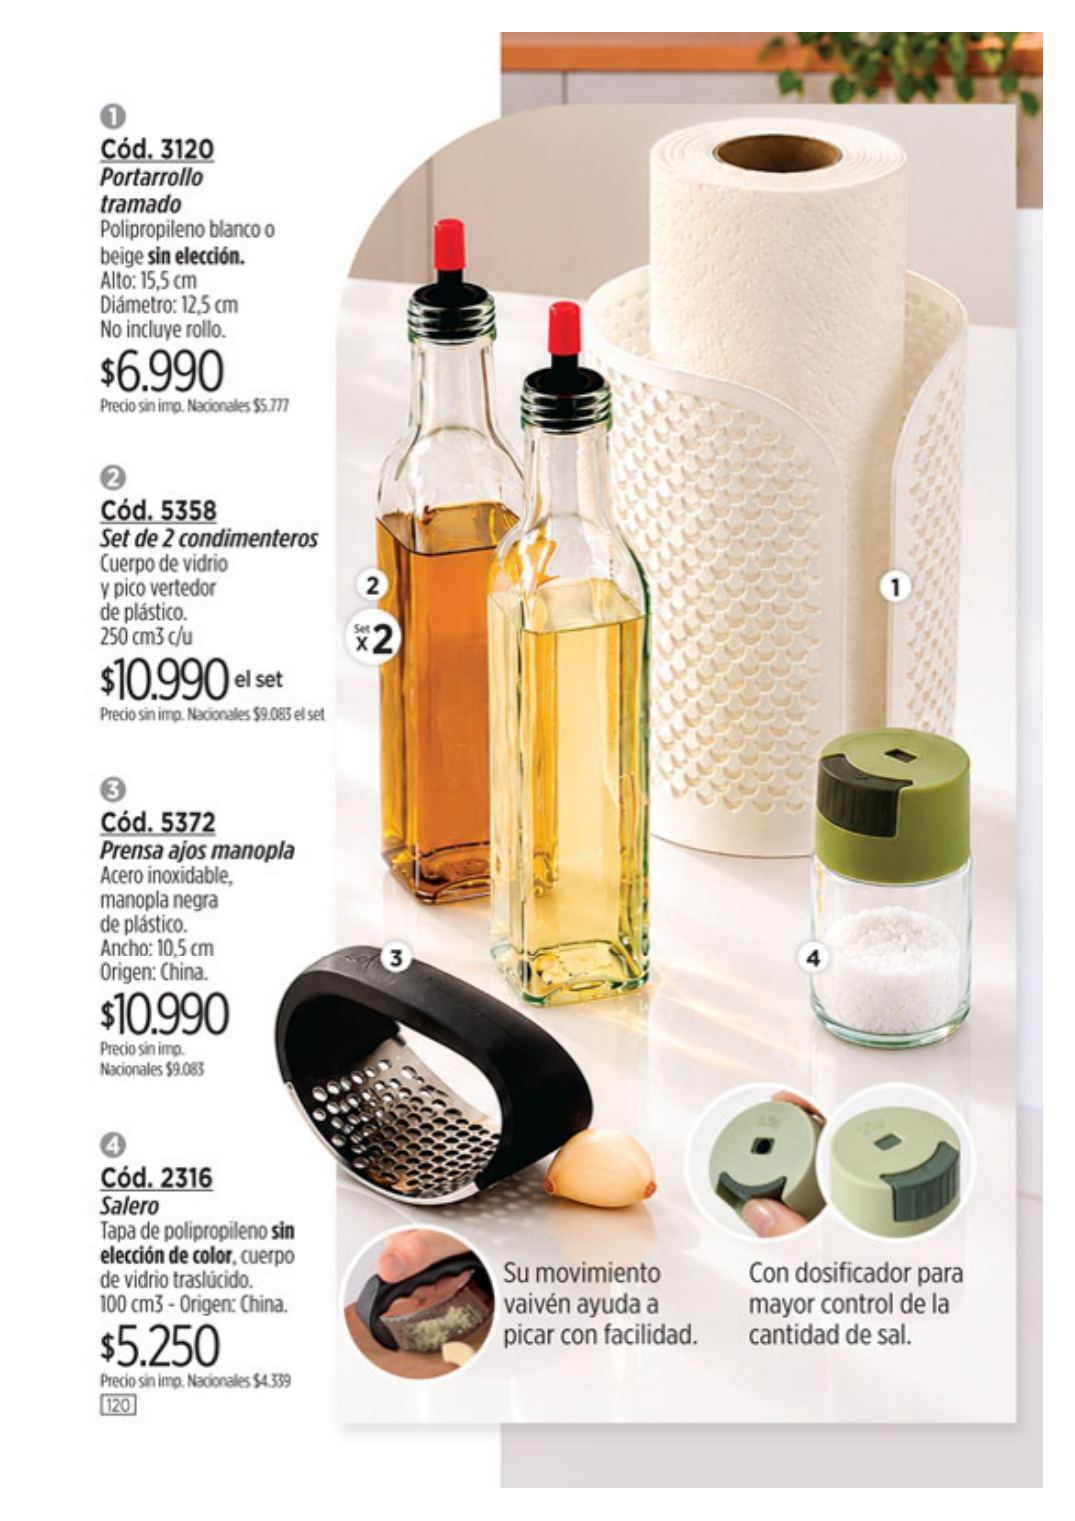 1
Cód. 3120
Portarrollo
tramado
Polipropileno blanco o
beige sin elección.
Alto: 15,5 cm
Diámetro: 12,5 cm
No incluye rollo.
$6.990
Precio sin imp. Nacionales $5.777
2
Cód. 5358
Set de 2 condimenteros
Cuerpo de vidrio
y pico vertedor
de plástico.
250 cm3 c/u
$10.990 el set
Precio sin imp. Nacionales $9.083 el set
3
Cód. 5372
Prensa ajos manopla
Acero inoxidable,
manopla negra
de plástico.
Ancho: 10,5 cm
Origen: China.
$10.990
Precio sin imp.
Nacionales $9.083
4
Cód. 2316
Salero
Tapa de polipropileno sin
elección de color, cuerpo
de vidrio traslúcido.
100 cm3 - Origen: China.
$5.250
Precio sin imp. Nacionales $4.339
120
2
Set
x2
1
3
4
Su movimiento
vaivén ayuda a
picar con facilidad.
Con dosificador para
mayor control de la
cantidad de sal.